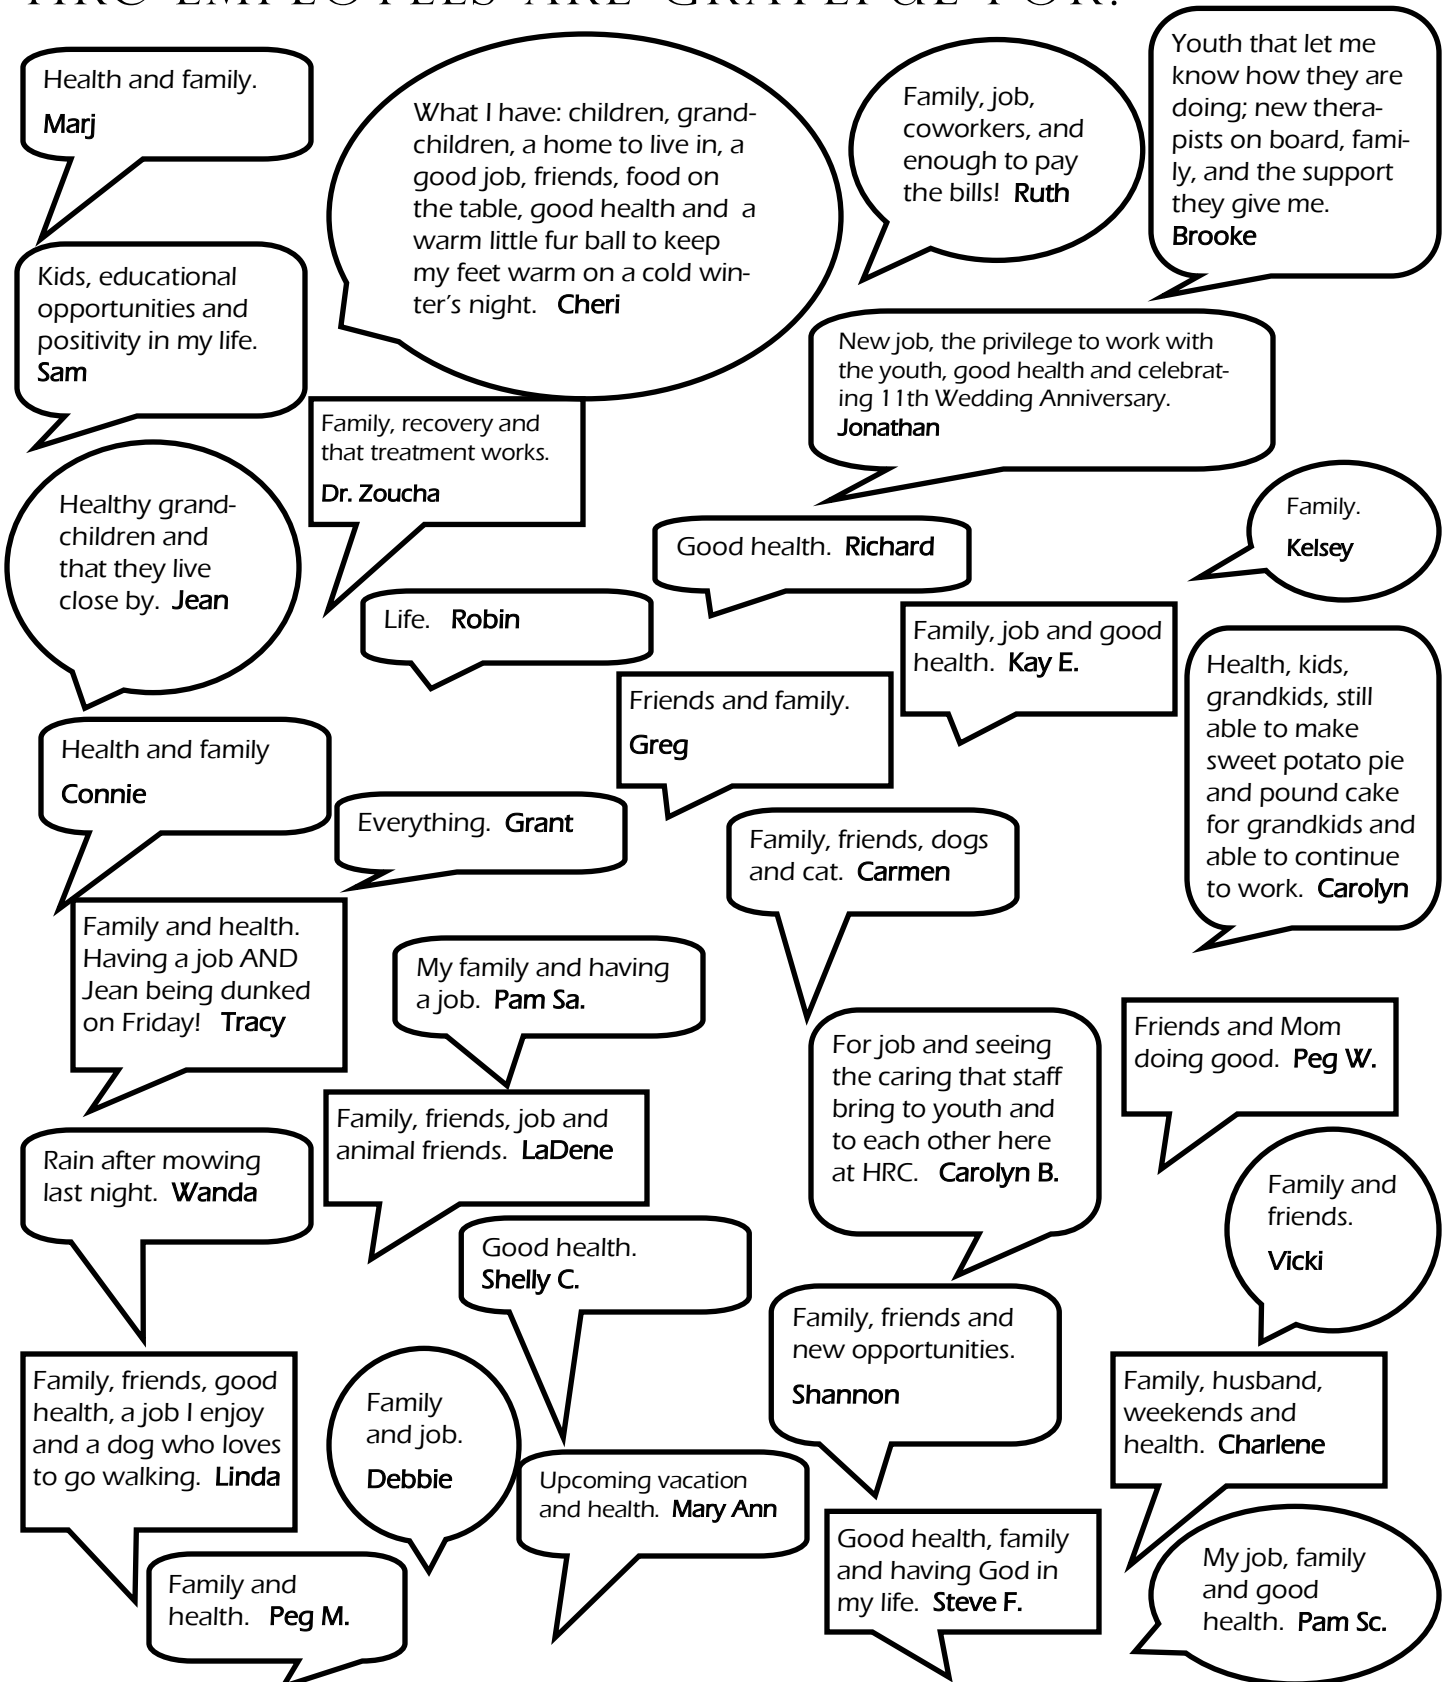 HRC EMPLOYEES ARE GRATEFUL FOR:
Health and family.
Marj
What I have: children, grand-
children, a home to live in, a
good job, friends, food on
the table, good health and  a
warm little fur ball to keep
my feet warm on a cold win-
ter's night.   Cheri
Family, job,
coworkers, and
enough to pay
the bills!  Ruth
Youth that let me
know how they are
doing; new thera-
pists on board, fami-
ly, and the support
they give me.
Brooke
Kids, educational
opportunities and
positivity in my life.
Sam
New job, the privilege to work with
the youth, good health and celebrat-
ing 11th Wedding Anniversary.
Jonathan
Family, recovery and
that treatment works.
Dr. Zoucha
Healthy grand-
children and
that they live
close by.  Jean
Good health.  Richard
Family.
Kelsey
Life.   Robin
Family, job and good
health.  Kay E.
Health, kids,
grandkids, still
able to make
sweet potato pie
and pound cake
for grandkids and
able to continue
to work.  Carolyn
Friends and family.
Greg
Health and family
Connie
Everything.  Grant
Family, friends, dogs
and cat.  Carmen
Family and health.
Having a job AND
Jean being dunked
on Friday!   Tracy
My family and having
a job.  Pam Sa.
For job and seeing
the caring that staff
bring to youth and
to each other here
at HRC.   Carolyn B.
Friends and Mom
doing good.  Peg W.
Family, friends, job and
animal friends.  LaDene
Rain after mowing
last night.  Wanda
Family and
friends.
Vicki
Good health.
Shelly C.
Family, friends and
new opportunities.
Shannon
Family, friends, good
health, a job I enjoy
and a dog who loves
to go walking.  Linda
Family
and job.
Debbie
Family, husband,
weekends and
health.  Charlene
Upcoming vacation
and health.  Mary Ann
Good health, family
and having God in
my life.  Steve F.
My job, family
and good
health.  Pam Sc.
Family and
health.   Peg M.